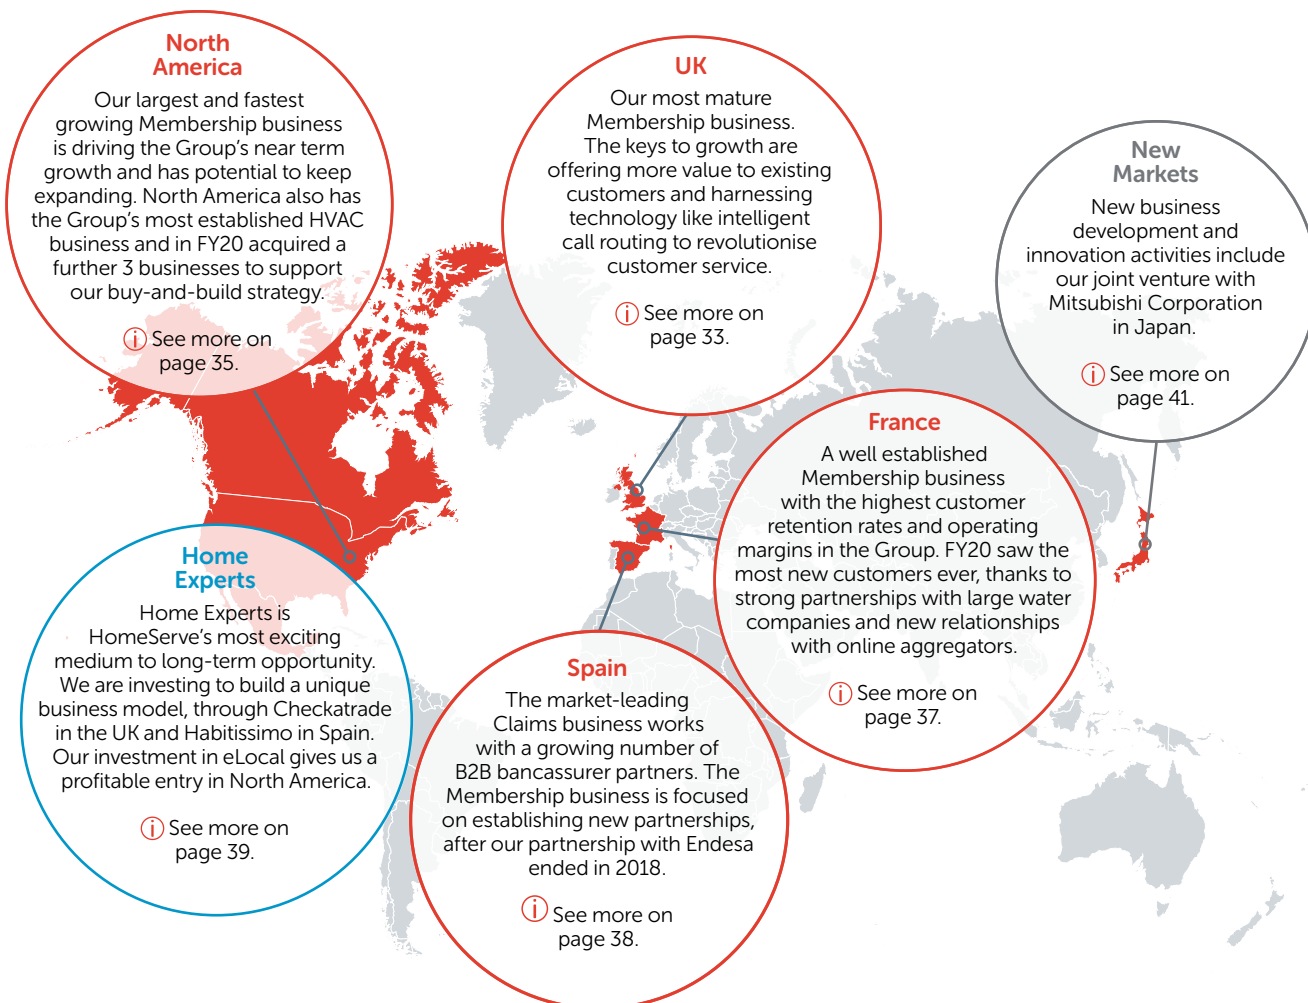 North
America
Our largest and fastest
growing Membership business
is driving the Group's near term
growth and has potential to keep
expanding. North America also has
the Group's most established HVAC
business and in FY20 acquired a
further 3 businesses to support
our buy-and-build strategy.
i See more on
page 35.
UK
Our most mature
Membership business.
The keys to growth are
offering more value to existing
customers and harnessing
technology like intelligent
call routing to revolutionise
customer service.
i See more on
page 33.
New
Markets
New business
development and
innovation activities include
our joint venture with
Mitsubishi Corporation
in Japan.
i See more on
page 41.
France
A well established
Membership business
with the highest customer
retention rates and operating
margins in the Group. FY20 saw the
most new customers ever, thanks to
strong partnerships with large water
companies and new relationships
with online aggregators.
i See more on
page 37.
Home
Experts
Home Experts is
HomeServe's most exciting
medium to long-term opportunity.
We are investing to build a unique
business model, through Checkatrade
in the UK and Habitissimo in Spain.
Our investment in eLocal gives us a
profitable entry in North America.
i See more on
page 39.
Spain
The market-leading
Claims business works
with a growing number of
B2B bancassurer partners. The
Membership business is focused
on establishing new partnerships,
after our partnership with Endesa
ended in 2018.
i See more on
page 38.